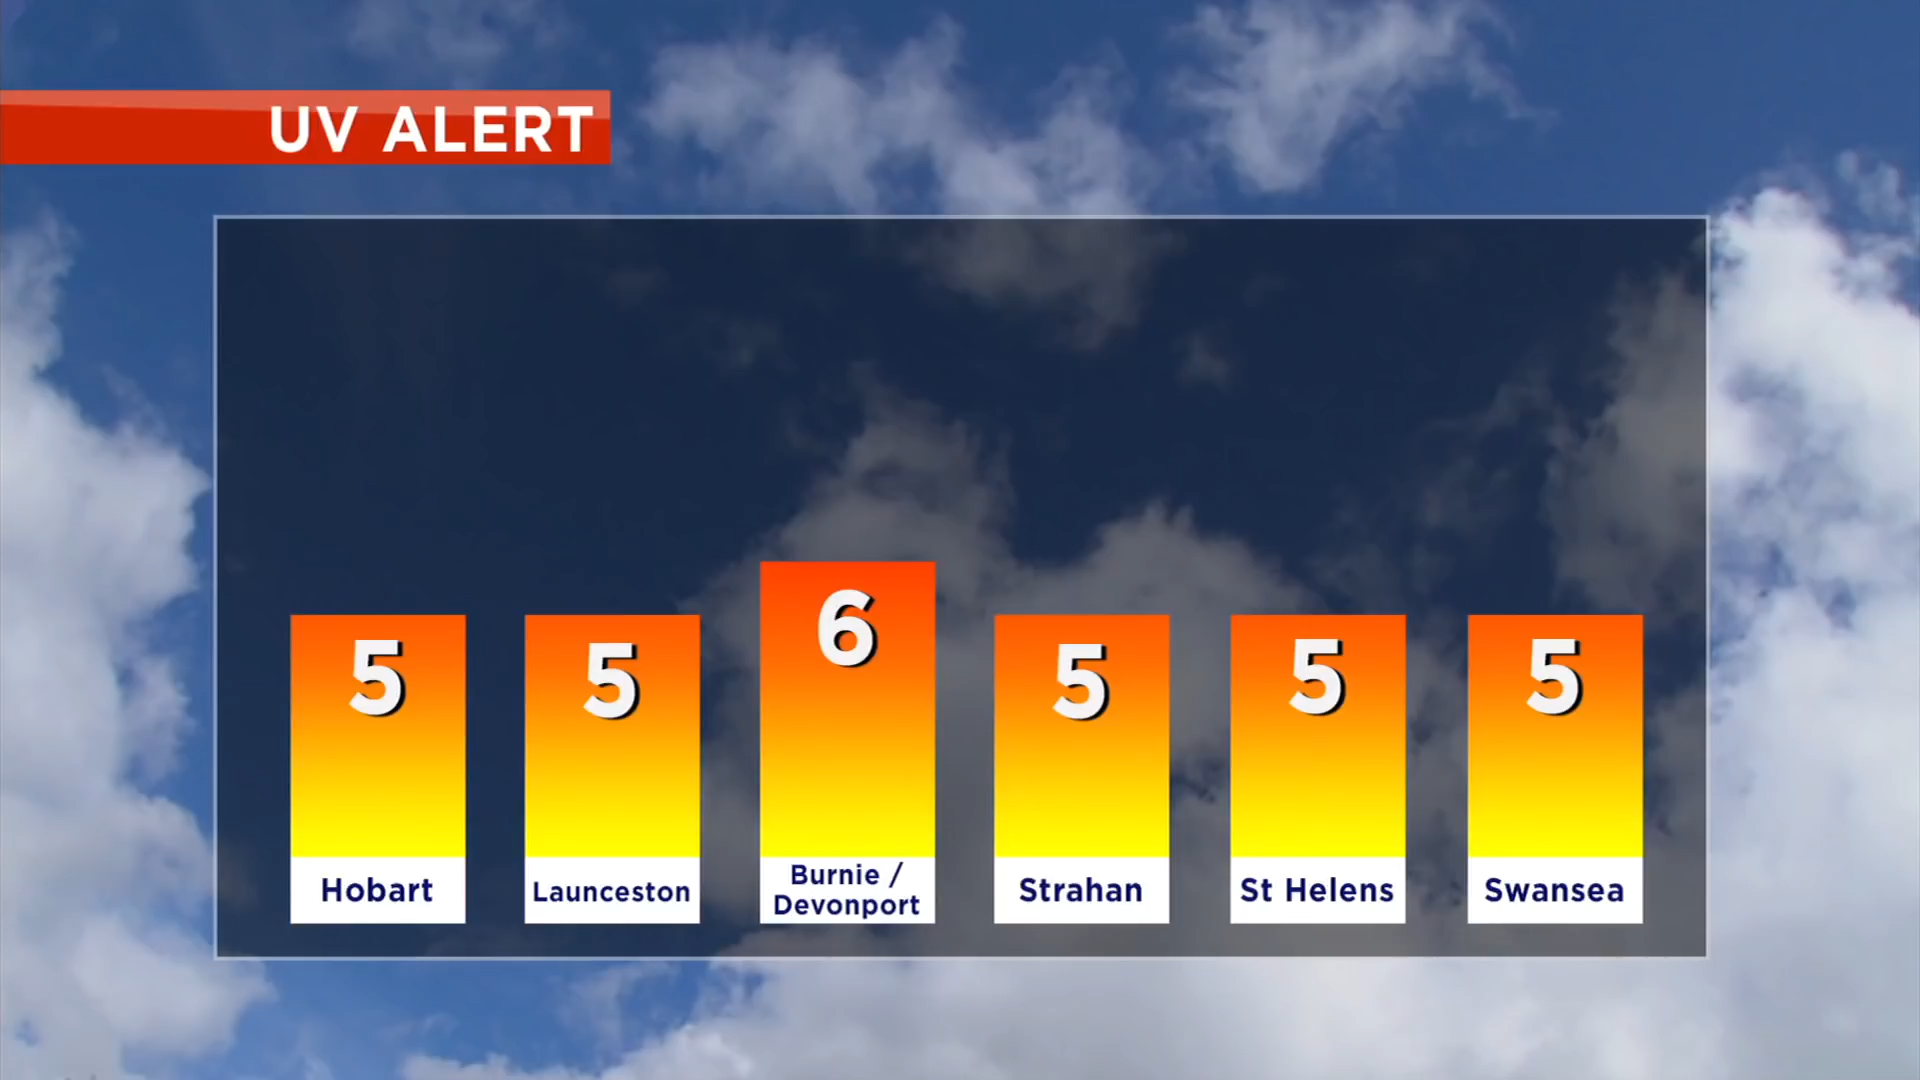 UV ALERT
5
5
6
5
5
5
Hobart
Launceston
Burnie /
Devonport
Strahan
St Helens
Swansea